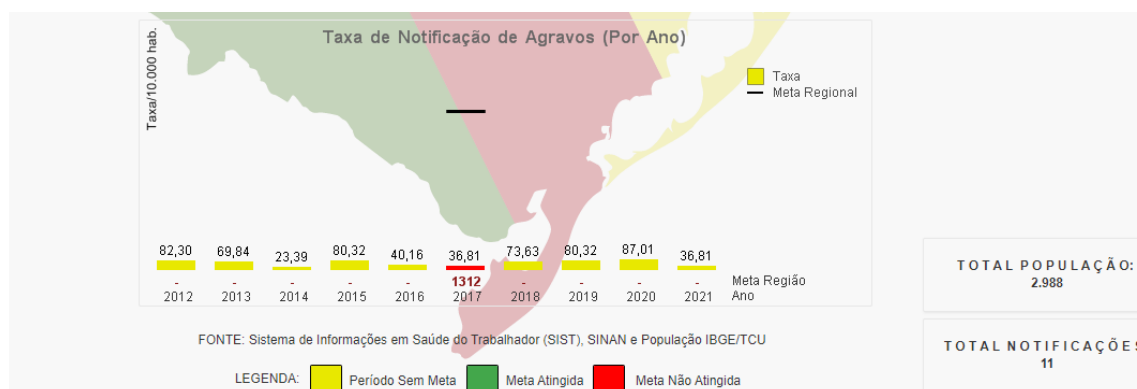 Taxa de Notificação de Agravos (Por Ano)
Taxa/10.000 hab.
Taxa
Meta Regional
82,30 69,84 23,39 80,32 40,16 36,81 73,63 80,32 87,01 36,81
- - - - - 1312 - - - - Meta Região
2012 2013 2014 2015 2016 2017 2018 2019 2020 2021 Ano
FONTE: Sistema de Informações em Saúde do Trabalhador (SIST), SINAN e População IBGE/TCU
LEGENDA: Período Sem Meta Meta Atingida Meta Não Atingida
TOTAL POPULAÇÃO:
2.988
TOTAL NOTIFICAÇÕES
11